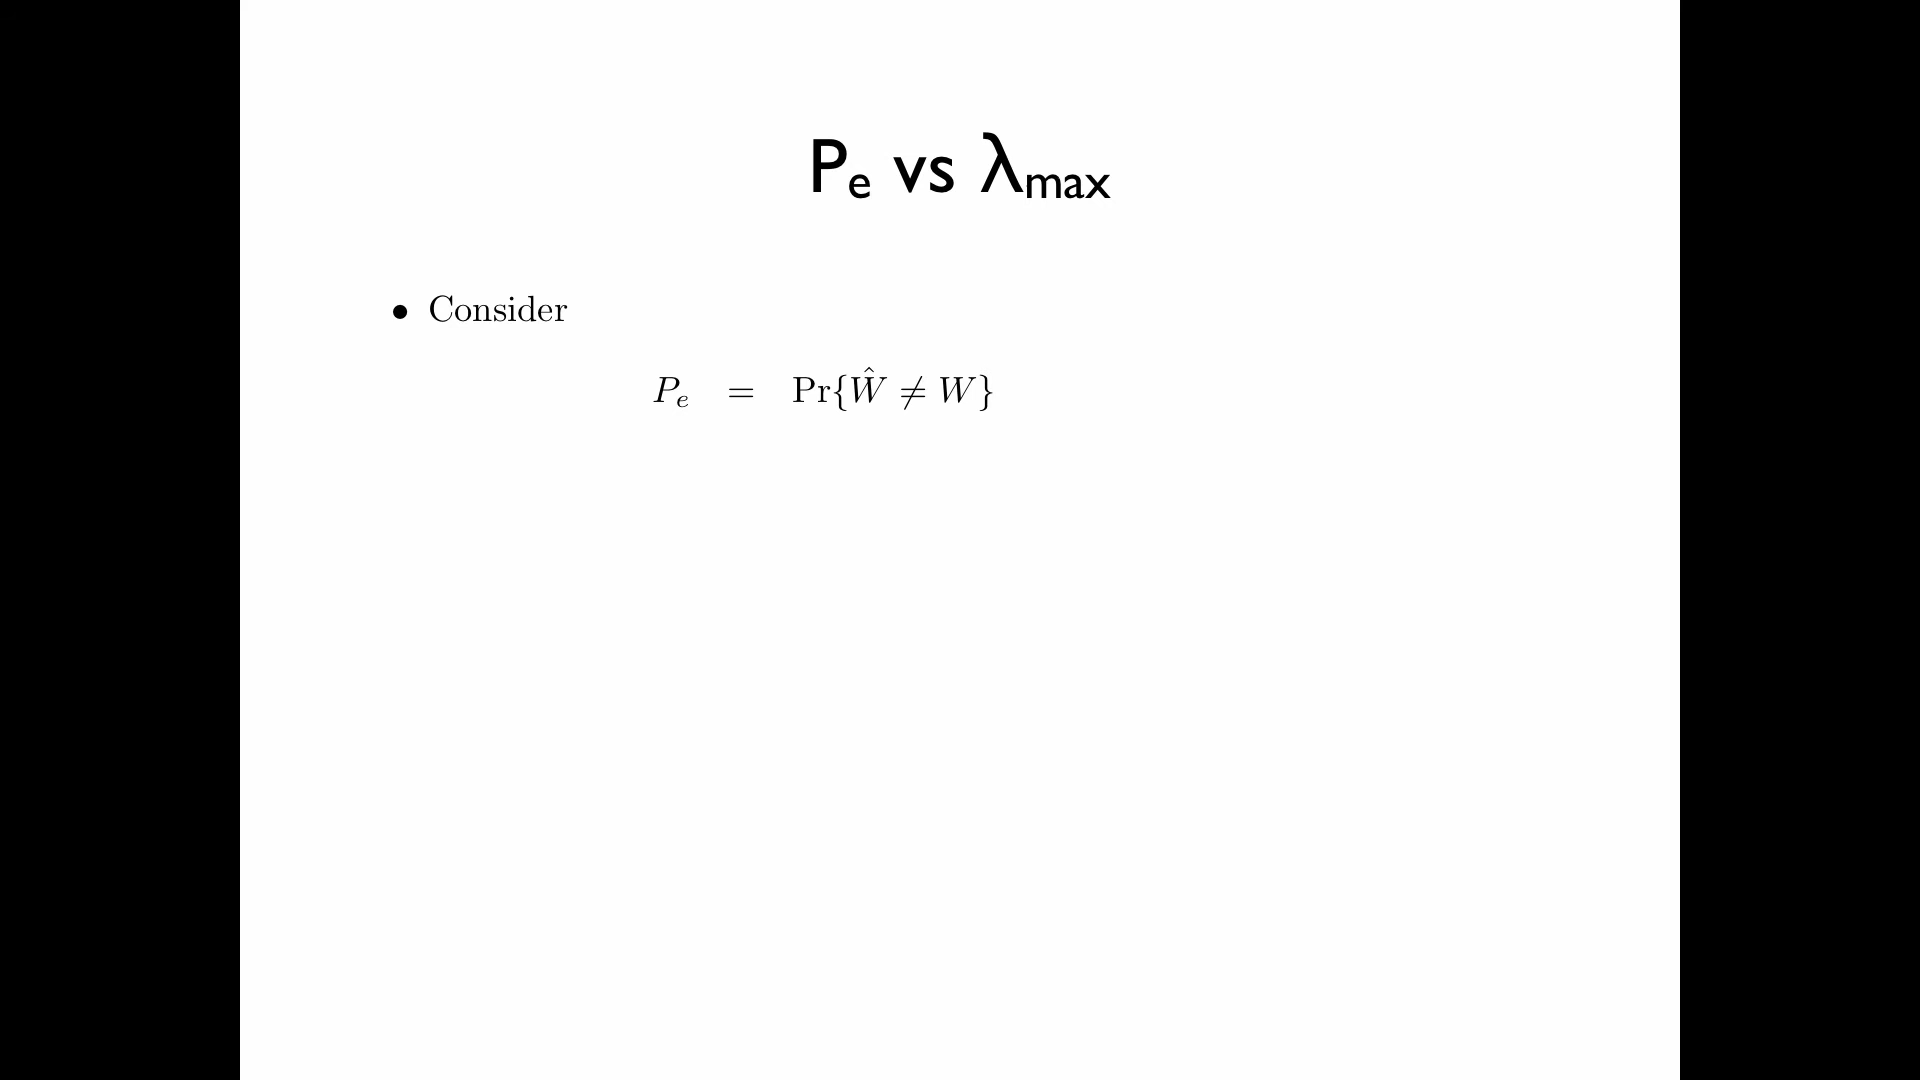 Pe vs λmax
• Consider
Pe = Pr{Ŵ ≠ W}